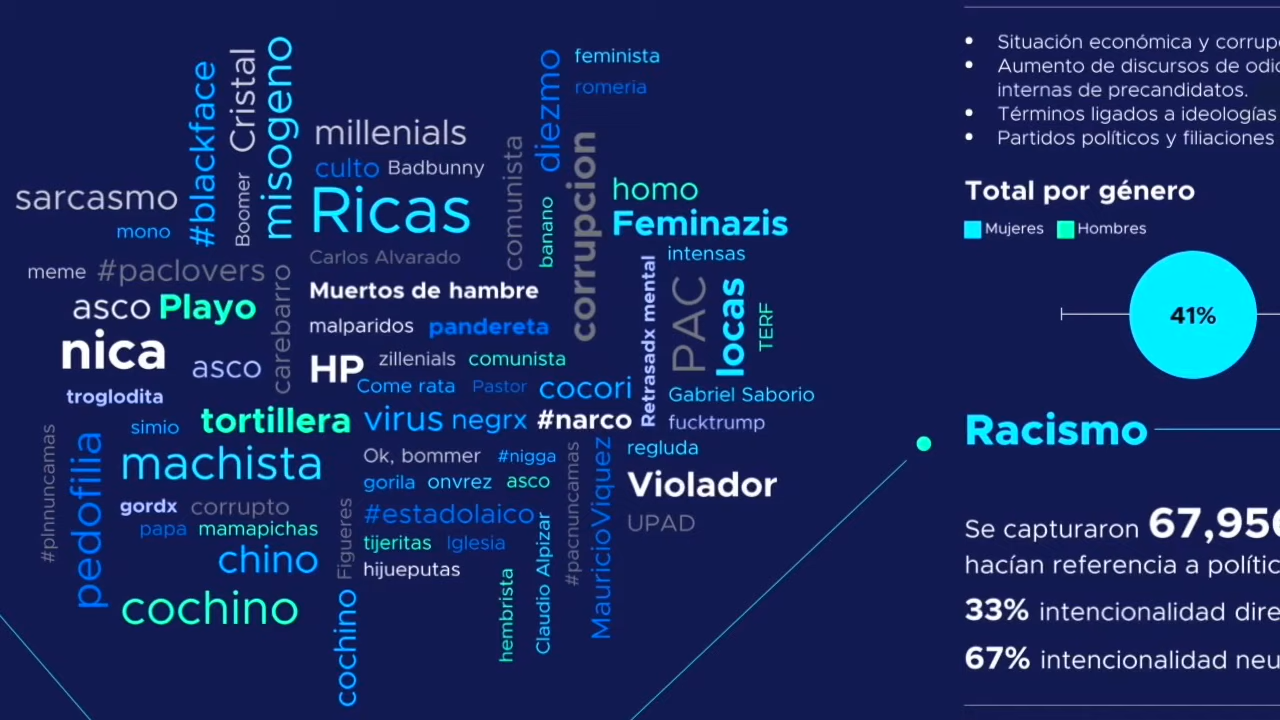 #blackface
Cristal
misogeno
Boomer
sarcasmo
mono
millenials
culto
Badbunny
Ricas
Carlos Alvarado
comunista
diezmo
feminista
romeria
banano
corrupcion
homo
Feminazis
intensas
meme
#paclovers
asco
Playo
carebarro
nica
asco
Muertos de hambre
malparidos
pandereta
HP
zillenials
comunista
Come rata
Pastor
cocori
Retrasadx mental
PAC
locas
TERF
Gabriel Saborio
troglodita
simio
tortillera
virus
negrx
#narco
fucktrump
regluda
#plnnuncamas
pedofilia
machista
Ok, bommer
#nigga
gorila
onvrez
asco
#pacnuncamas
MauricioViquez
Violador
UPAD
gordx
corrupto
papa
mamapichas
Figueres
#estadolaico
tijeritas
Iglesia
Claudio Alpizar
chino
hijueputas
cochino
cochino
hembrista
• Situación económica y corrup
• Aumento de discursos de odi
internas de precandidatos.
• Términos ligados a ideologías
• Partidos políticos y filiaciones
Total por género
Mujeres Hombres
41%
Racismo
Se capturaron 67,956
hacían referencia a polític
33% intencionalidad dire
67% intencionalidad neu